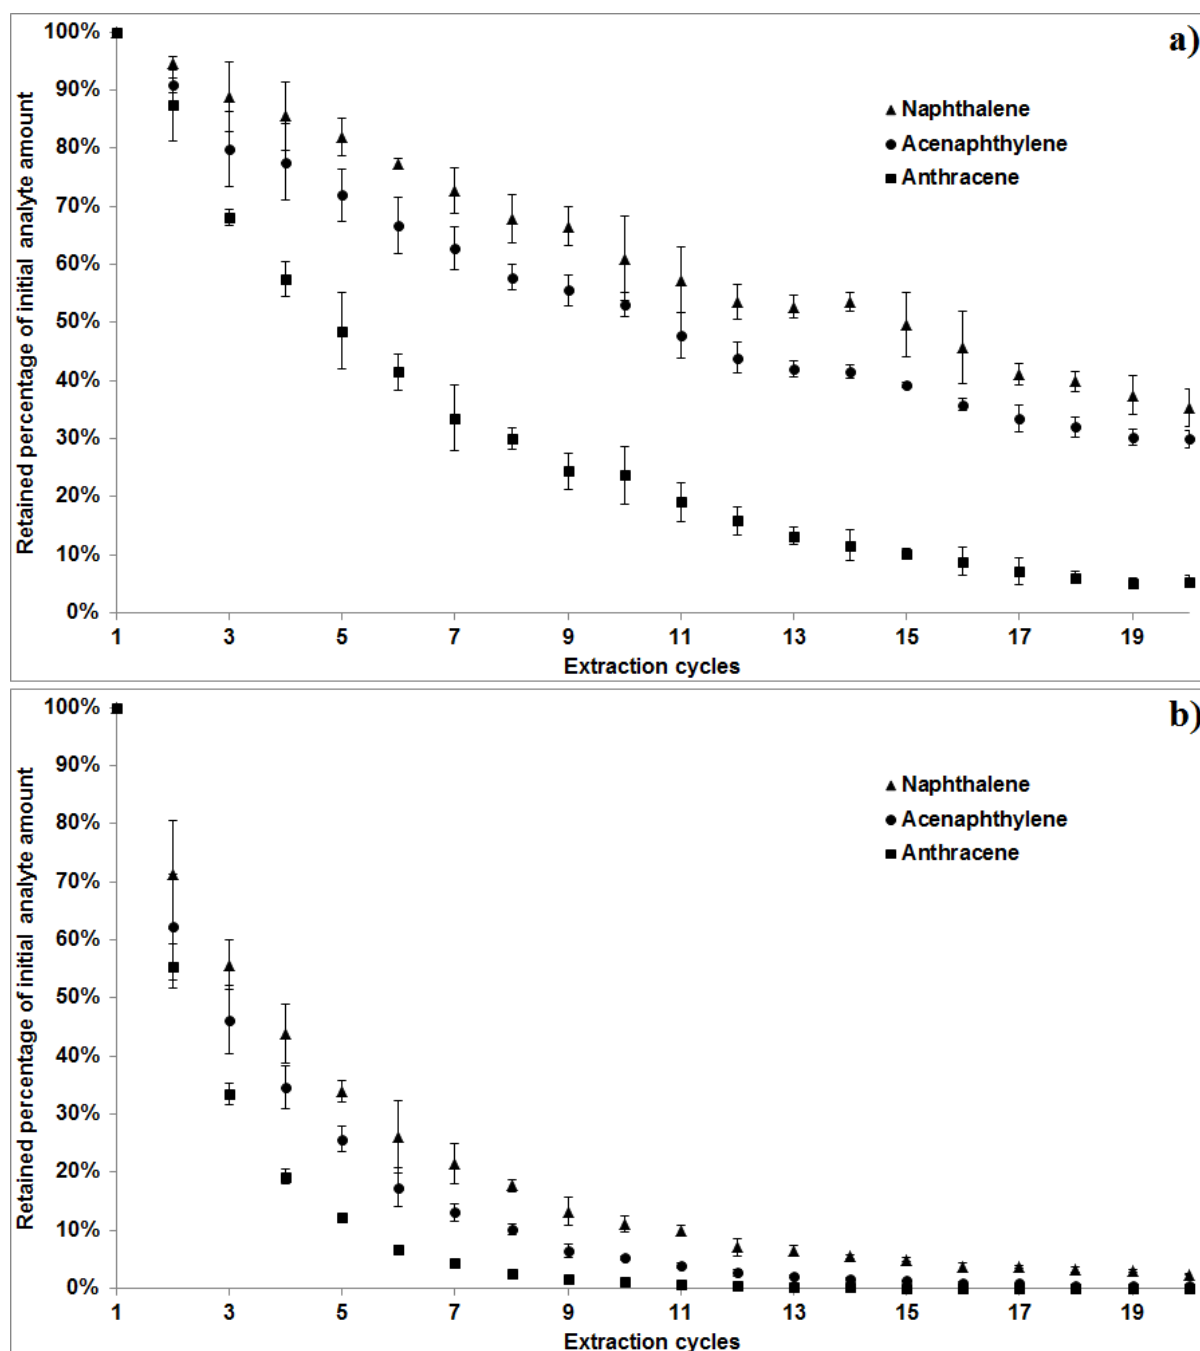 a)
100%
90%
80%
70%
60%
50%
40%
30%
20%
10%
0%
Retained percentage of initial analyte amount
Naphthalene
Acenaphthylene
Anthracene
1 3 5 7 9 11 13 15 17 19
Extraction cycles
b)
100%
90%
80%
70%
60%
50%
40%
30%
20%
10%
0%
Retained percentage of initial analyte amount
Naphthalene
Acenaphthylene
Anthracene
1 3 5 7 9 11 13 15 17 19
Extraction cycles